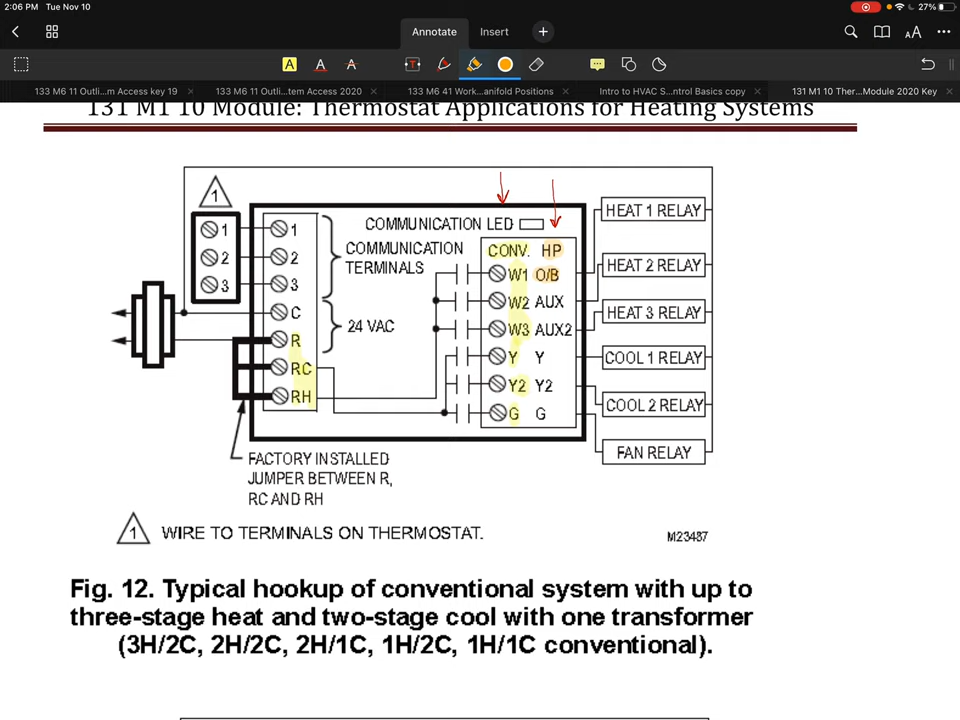 2:06 PM Tue Nov 10
27%
Annotate
Insert
133 M6 11 Outli...m Access key 19
133 M6 11 Outli...tem Access 2020
133 M6 41 Work...anifold Positions
Intro to HVAC S...ntrol Basics copy
131 M1 10 Ther...Module 2020 Key
131 M1 10 Module: Thermostat Applications for Heating Systems
1
COMMUNICATION LED
1 1
2 2
3 3
COMMUNICATION
TERMINALS
C
R
RC
RH
24 VAC
CONV. HP
W1 O/B
W2 AUX
W3 AUX2
Y Y
Y2 Y2
G G
HEAT 1 RELAY
HEAT 2 RELAY
HEAT 3 RELAY
COOL 1 RELAY
COOL 2 RELAY
FAN RELAY
FACTORY INSTALLED
JUMPER BETWEEN R,
RC AND RH
1 WIRE TO TERMINALS ON THERMOSTAT.
M23487
Fig. 12. Typical hookup of conventional system with up to
three-stage heat and two-stage cool with one transformer
(3H/2C, 2H/2C, 2H/1C, 1H/2C, 1H/1C conventional).